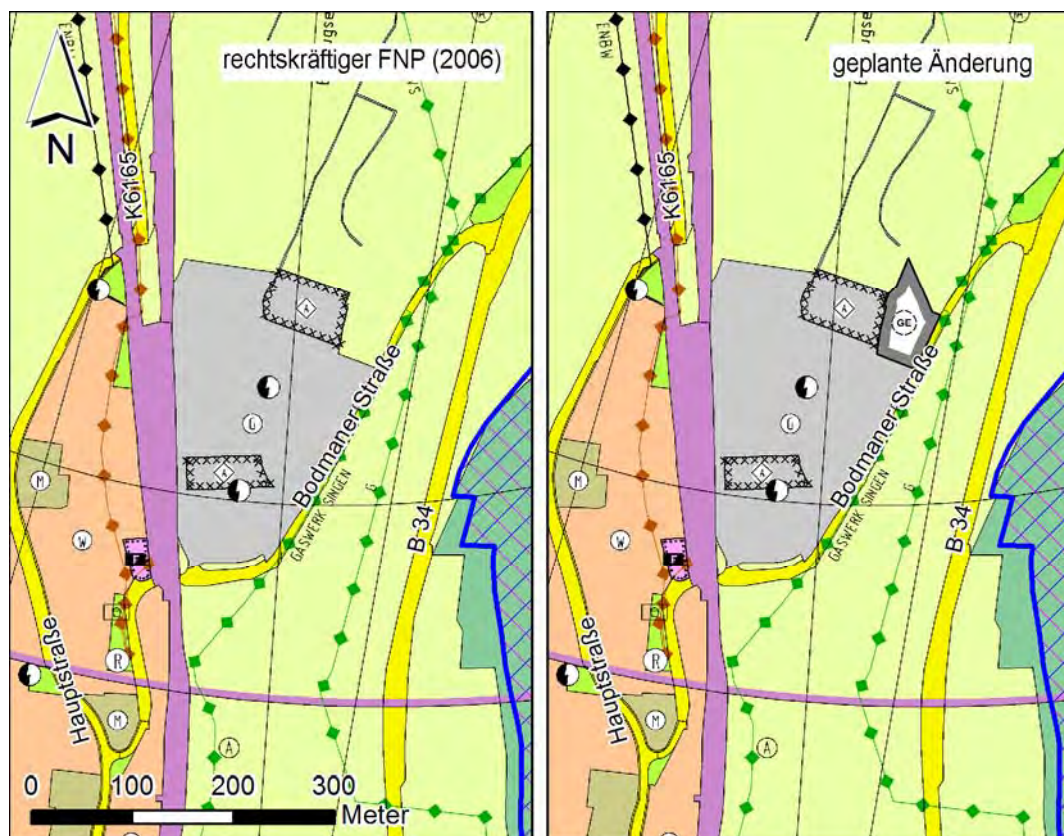 rechtskräftiger FNP (2006)
N
K6165
A
G
A
Bodmaner Straße
GASWERK SINGEN
G
B 34
M
W
F
R
Hauptstraße
M
A
0 100 200 300
Meter
geplante Änderung
K6165
A
GE
G
A
Bodmaner Straße
GASWERK SINGEN
G
B 34
M
W
F
R
Hauptstraße
M
A